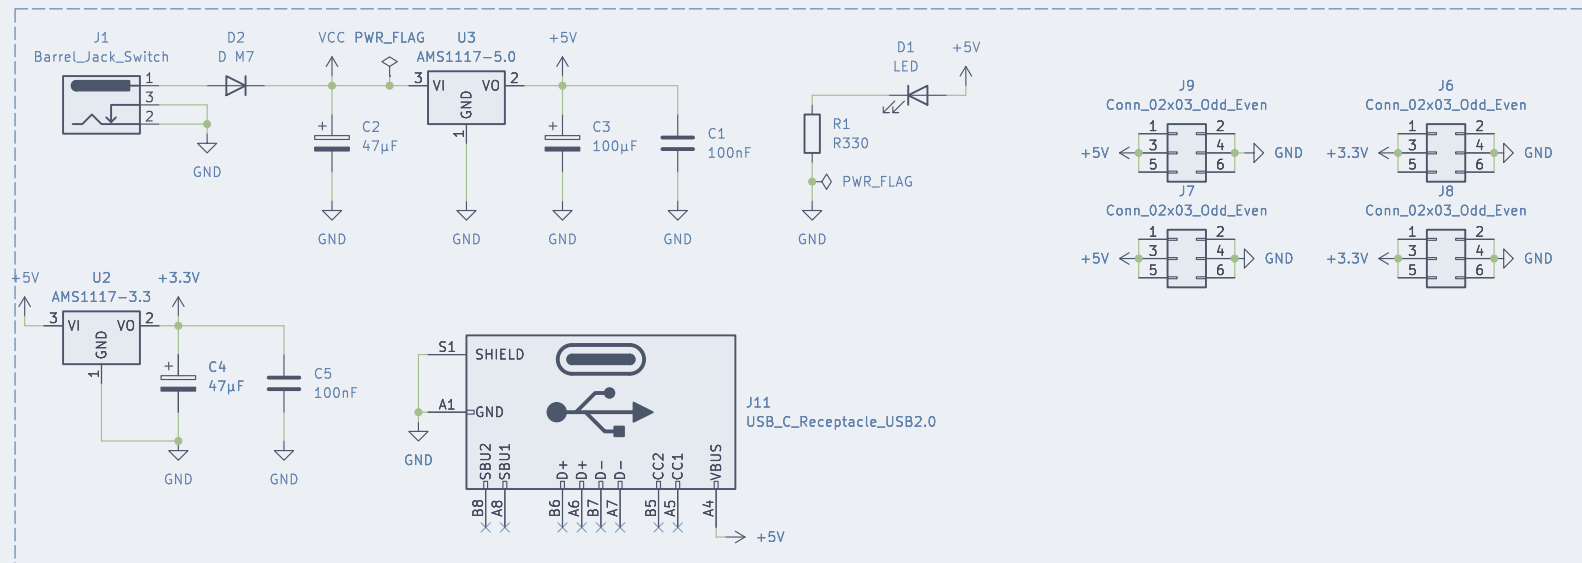 J1
Barrel_Jack_Switch
1
3
2
GND
D2
D M7
VCC PWR_FLAG
C2
47µF
GND
U3
AMS1117-5.0
3 VI VO 2
GND
1
GND
+5V
C3
100µF
GND
C1
100nF
GND
D1
LED
+5V
R1
R330
PWR_FLAG
GND
J9
Conn_02x03_Odd_Even
1 2
+5V 3 4 GND
5 6
J7
Conn_02x03_Odd_Even
1 2
+5V 3 4 GND
5 6
J6
Conn_02x03_Odd_Even
1 2
+3.3V 3 4 GND
5 6
J8
Conn_02x03_Odd_Even
1 2
+3.3V 3 4 GND
5 6
+5V
U2
AMS1117-3.3
+3.3V
3 VI VO 2
GND
1
C4
47µF
GND
C5
100nF
GND
S1 SHIELD
A1 GND
GND
J11
USB_C_Receptacle_USB2.0
SBU2
SBU1
D+
D+
D-
D-
CC2
CC1
VBUS
B8
A8
B6
A6
B7
A7
B5
A5
A4
+5V